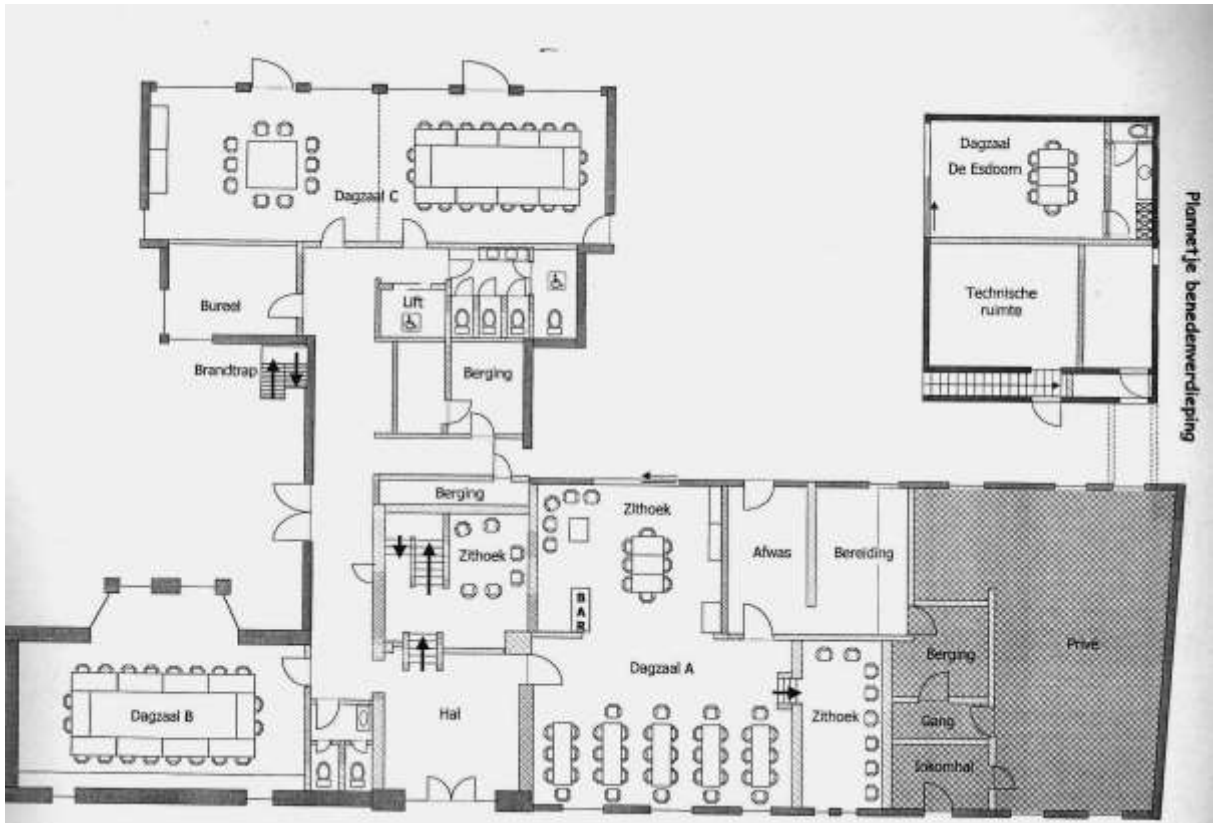 Plannetje benedenverdieping
Dagzaal C
Dagzaal
De Esdoorn
Bureel
Lift
Technische
ruimte
Brandtrap
Berging
Berging
Zithoek
Zithoek
Afwas
Bereiding
BAR
Berging
Privé
Dagzaal A
Dagzaal B
Hal
Zithoek
Gang
Inkomhal